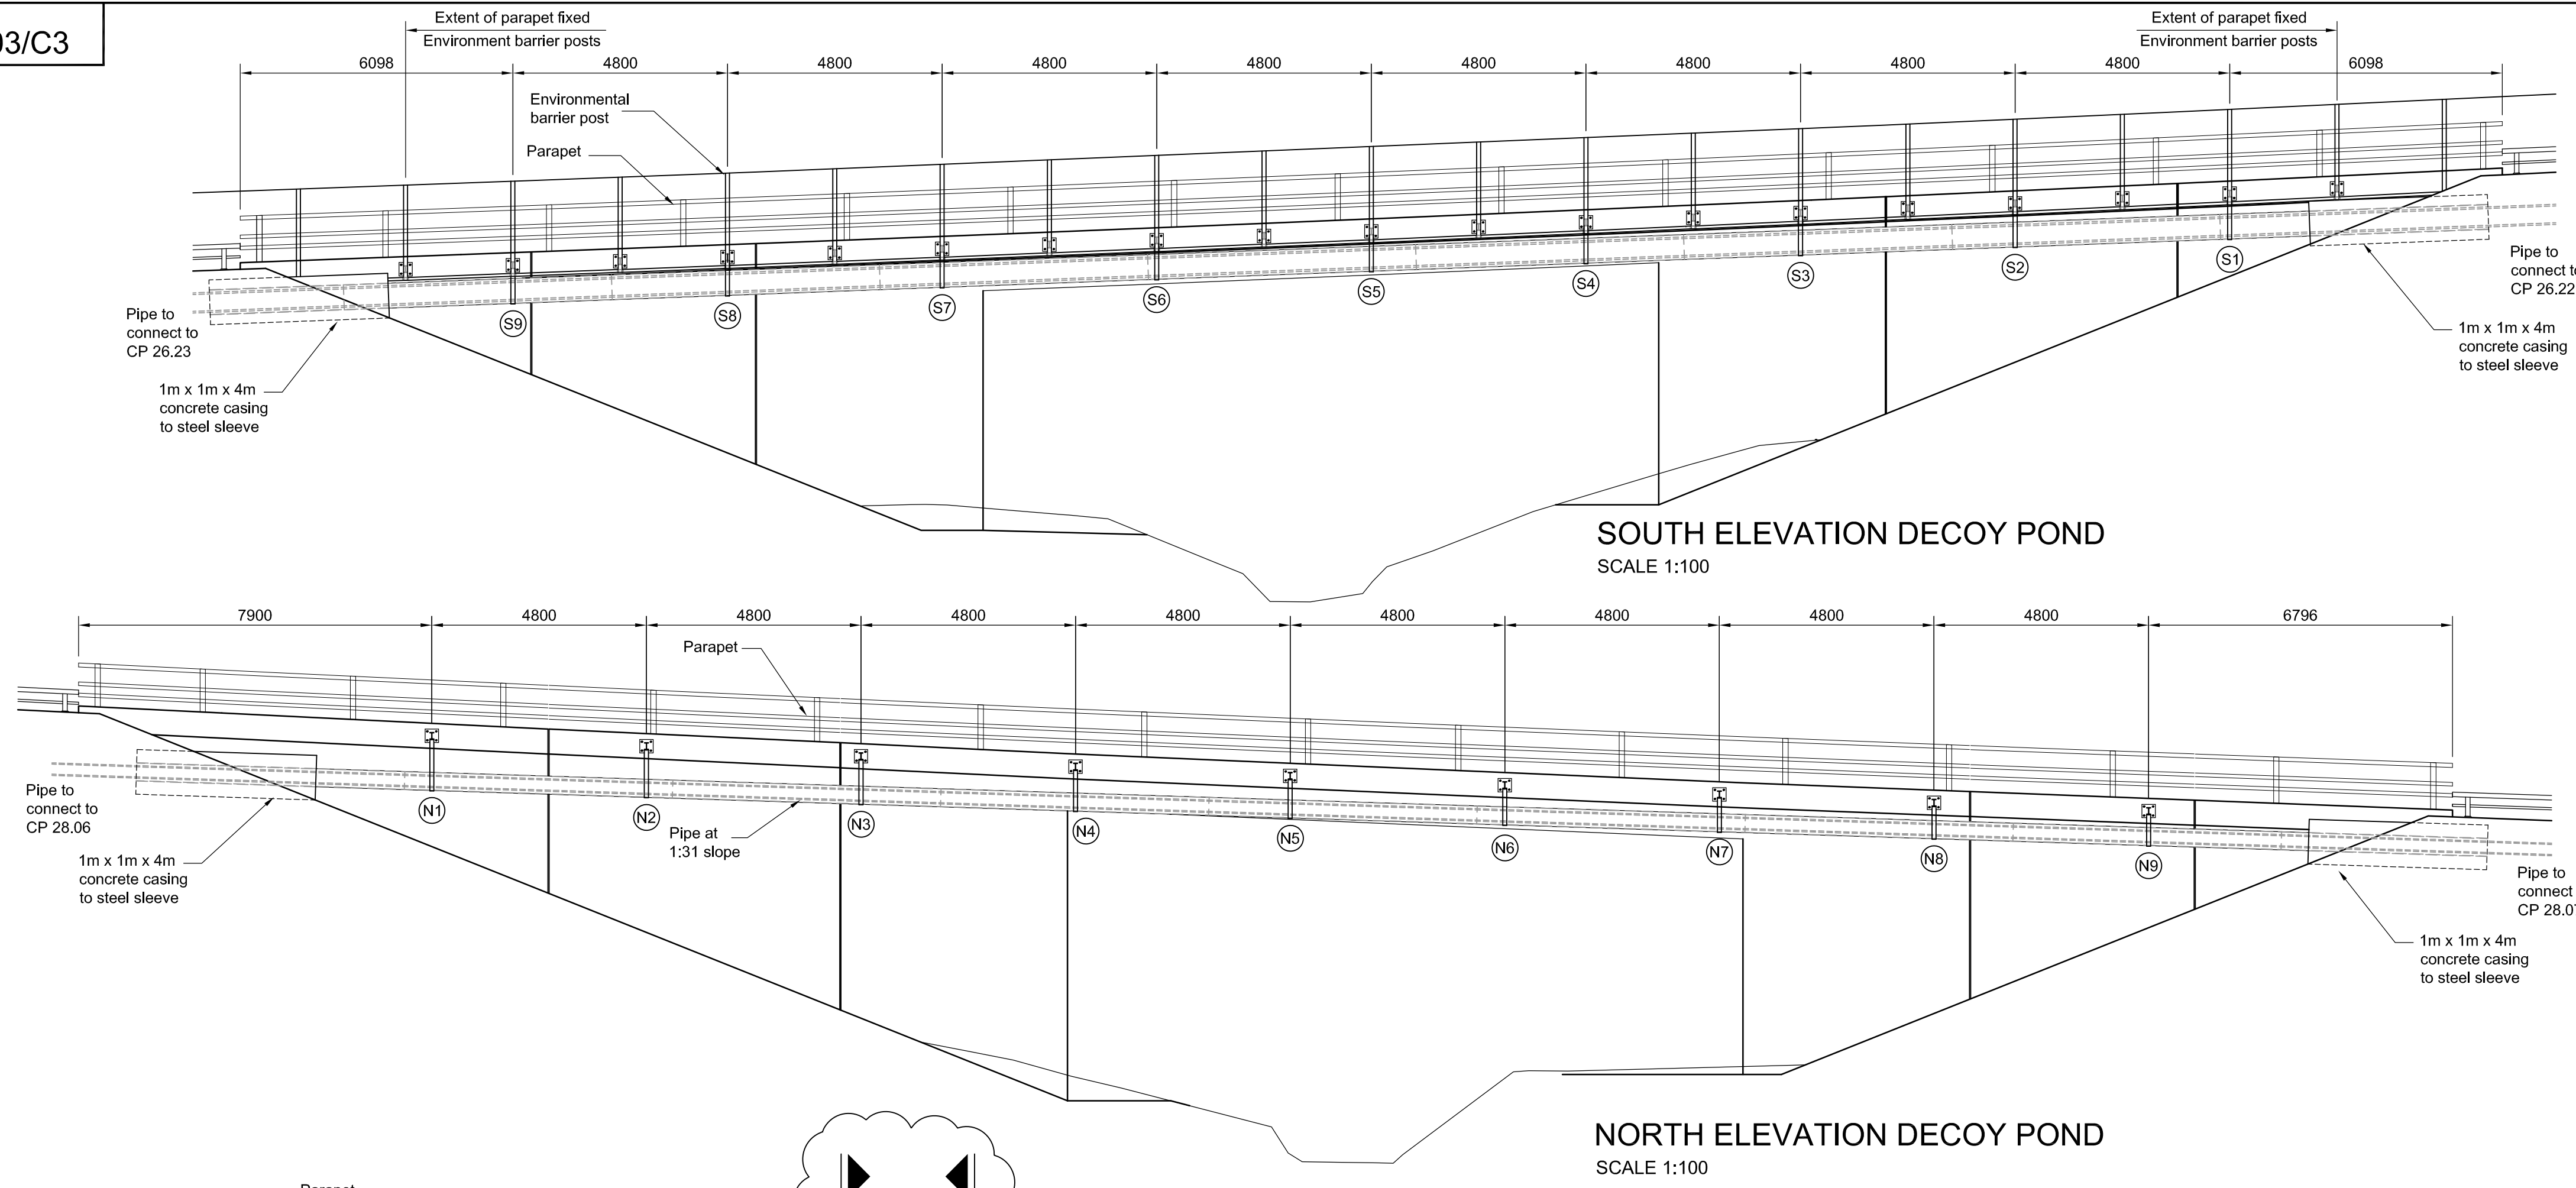 03/C3
Extent of parapet fixed
Environment barrier posts
Extent of parapet fixed
Environment barrier posts
6098 4800 4800 4800 4800 4800 4800 4800 4800 6098
Environmental
barrier post
Parapet
S9 S8 S7 S6 S5 S4 S3 S2 S1
Pipe to
connect to
CP 26.23
1m x 1m x 4m
concrete casing
to steel sleeve
Pipe to
connect to
CP 26.22
1m x 1m x 4m
concrete casing
to steel sleeve
SOUTH ELEVATION DECOY POND
SCALE 1:100
7900 4800 4800 4800 4800 4800 4800 4800 4800 6796
Parapet
N1 N2 N3 N4 N5 N6 N7 N8 N9
Pipe to
connect to
CP 28.06
1m x 1m x 4m
concrete casing
to steel sleeve
Pipe at
1:31 slope
Pipe to
connect
CP 28.07
1m x 1m x 4m
concrete casing
to steel sleeve
NORTH ELEVATION DECOY POND
SCALE 1:100
Parapet